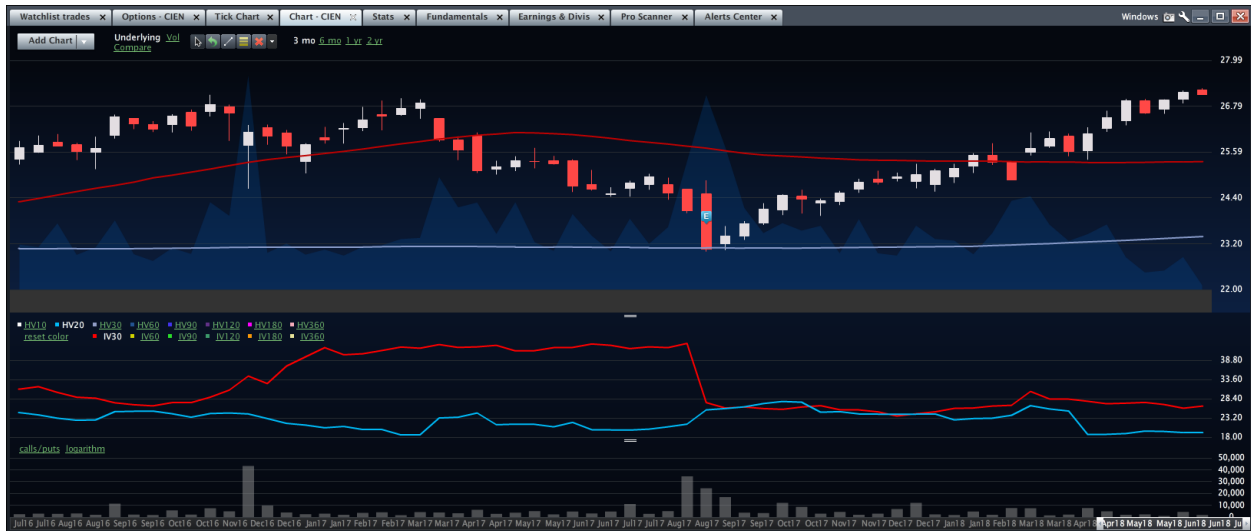 Watchlist trades x Options - CIEN x Tick Chart x Chart - CIEN x Stats x Fundamentals x Earnings & Divis x Pro Scanner x Alerts Center x Windows
Add Chart Underlying Vol 3 mo 6 mo 1 yr 2 yr
Compare
27.99
26.79
25.59
24.40
E
23.20
22.00
HV10 HV20 HV30 HV60 HV90 HV120 HV180 HV360
reset color IV30 IV60 IV90 IV120 IV180 IV360
38.80
33.60
28.40
23.20
18.00
calls/puts logarithm
50,000
40,000
30,000
20,000
10,000
0
Jul16 Jul16 Aug16 Aug16 Sep16 Sep16 Oct16 Oct16 Nov16 Dec16 Dec16 Jan17 Jan17 Feb17 Feb17 Mar17 Mar17 Apr17 Apr17 May17 May17 Jun17 Jun17 Jul17 Jul17 Aug17 Aug17 Sep17 Sep17 Oct17 Oct17 Nov17 Nov17 Dec17 Dec17 Jan18 Jan18 Feb18 Mar18 Mar18 Apr18 Apr18 May18 May18 Jun18 Jun18